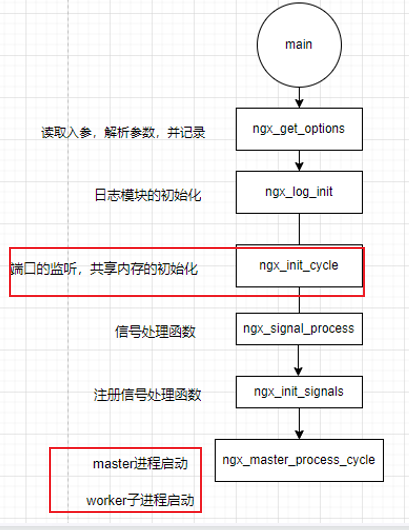 main
读取入参，解析参数，并记录
ngx_get_options
日志模块的初始化
ngx_log_init
端口的监听，共享内存的初始化
ngx_init_cycle
信号处理函数
ngx_signal_process
注册信号处理函数
ngx_init_signals
master进程启动
ngx_master_process_cycle
worker子进程启动